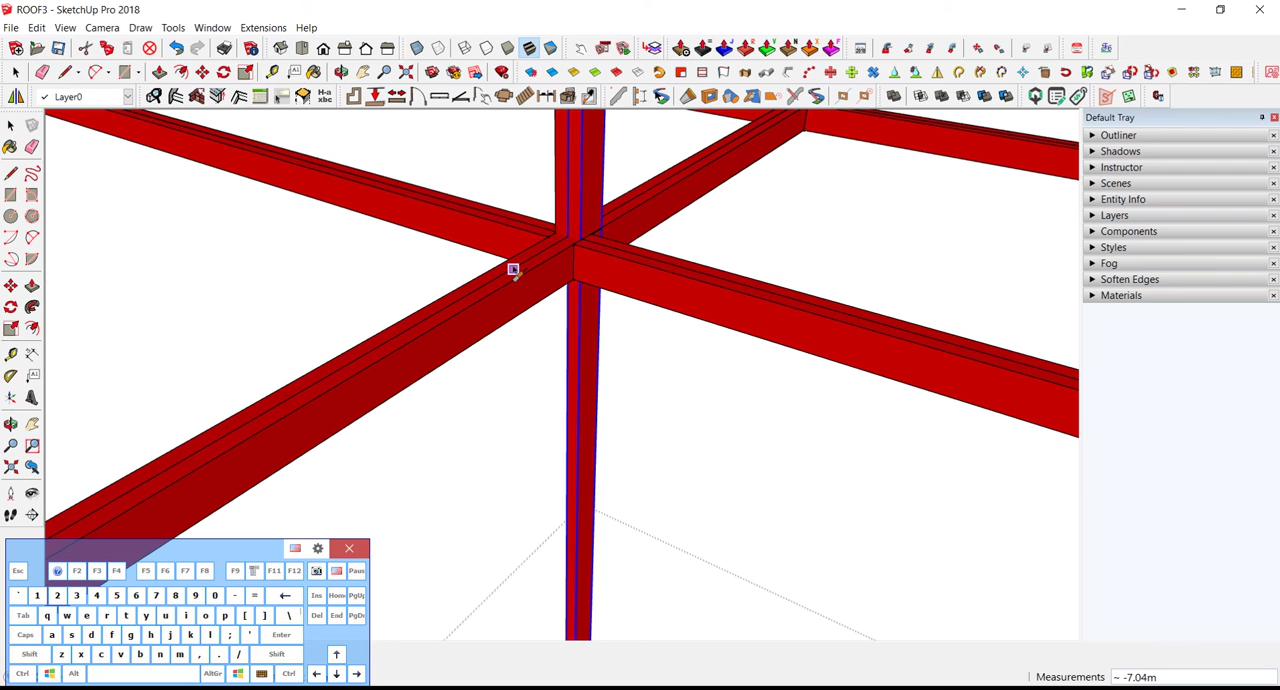 ROOF3 - SketchUp Pro 2018
File Edit View Camera Draw Tools Window Extensions Help
Layer0
Default Tray
Outliner
Shadows
Instructor
Scenes
Entity Info
Layers
Components
Styles
Fog
Soften Edges
Materials
Esc F2 F3 F4 F5 F6 F7 F8 F9 F11 F12 Paus
` 1 2 3 4 5 6 7 8 9 0 - = Ins Home PgUp
Tab q w e r t y u i o p [ ] \ Del End PgDn
Caps a s d f g h j k l ; ' Enter
Shift z x c v b n m , . / Shift
Ctrl Alt AltGr Ctrl
Measurements ~ -7.04m